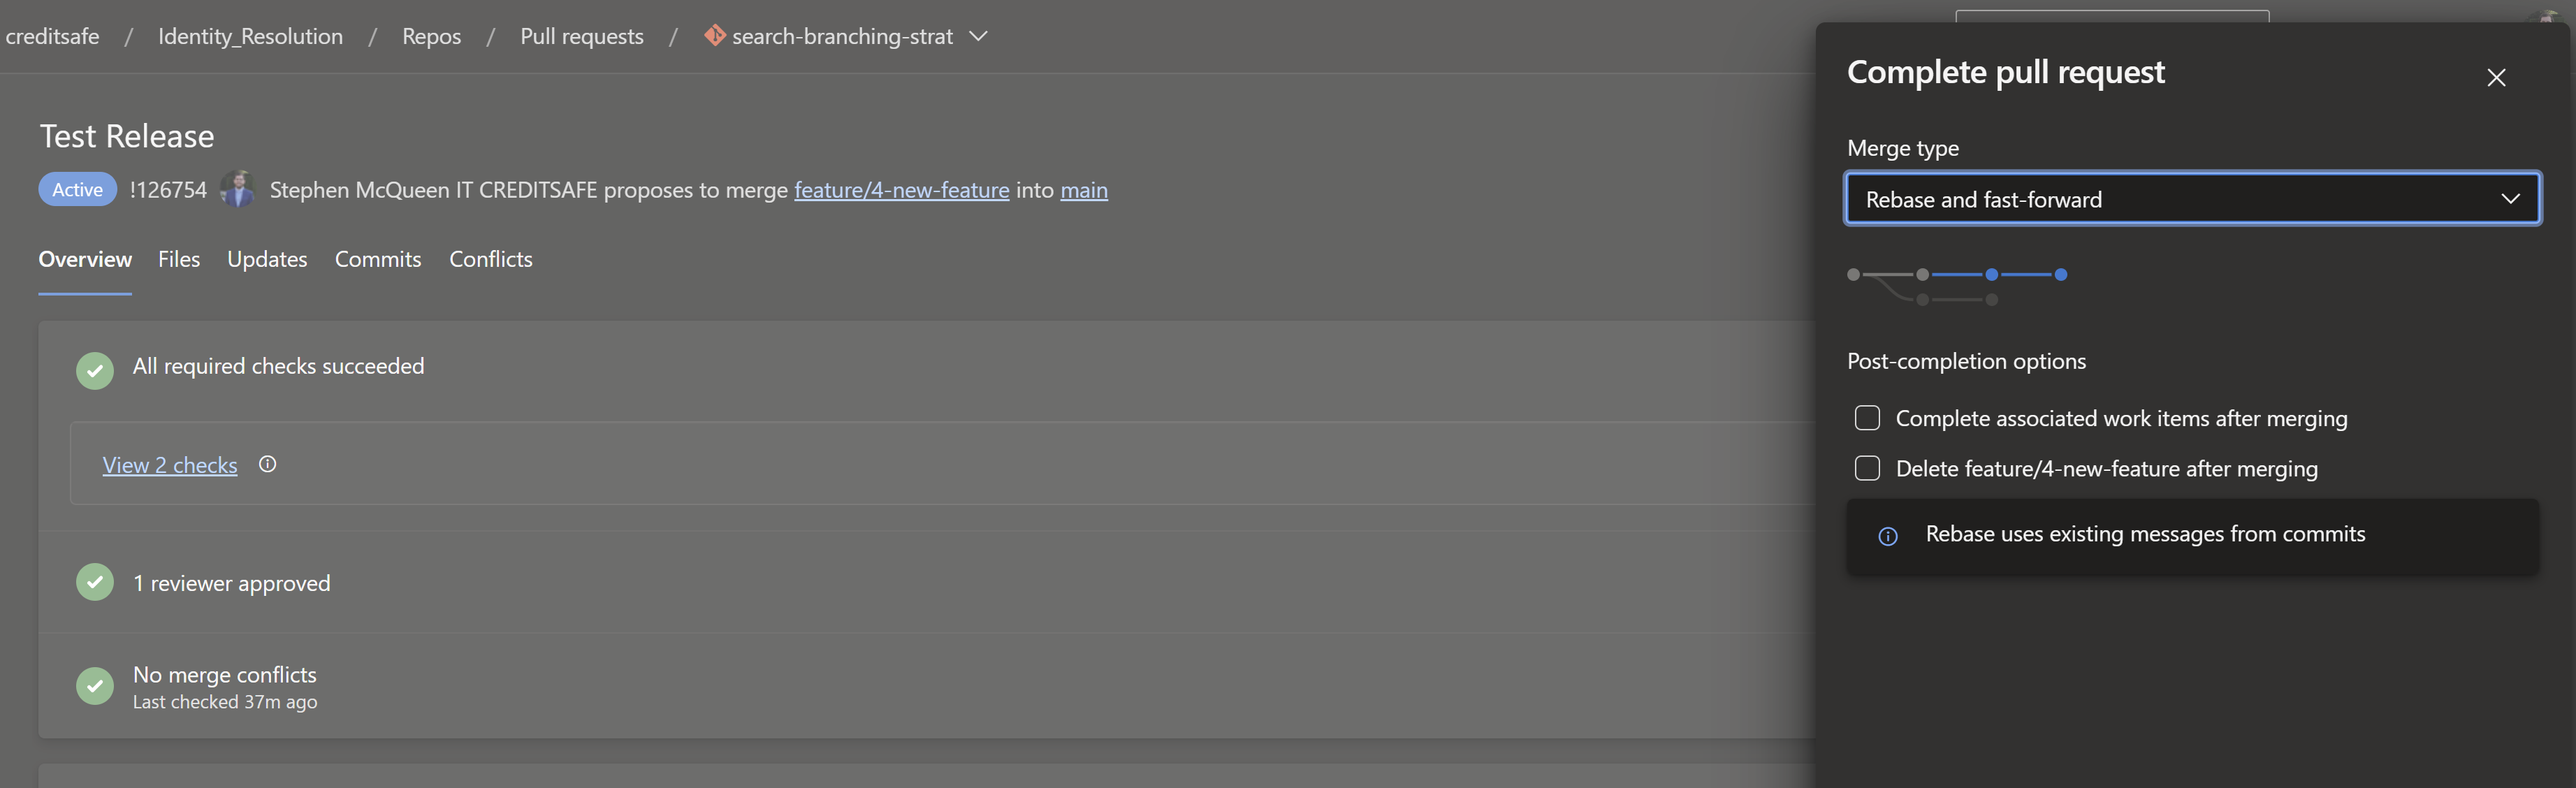 creditsafe / Identity_Resolution / Repos / Pull requests / search-branching-strat
Test Release
Active !126754 Stephen McQueen IT CREDITSAFE proposes to merge feature/4-new-feature into main
Overview Files Updates Commits Conflicts
All required checks succeeded
View 2 checks
1 reviewer approved
No merge conflicts
Last checked 37m ago
Complete pull request
Merge type
Rebase and fast-forward
Post-completion options
Complete associated work items after merging
Delete feature/4-new-feature after merging
Rebase uses existing messages from commits